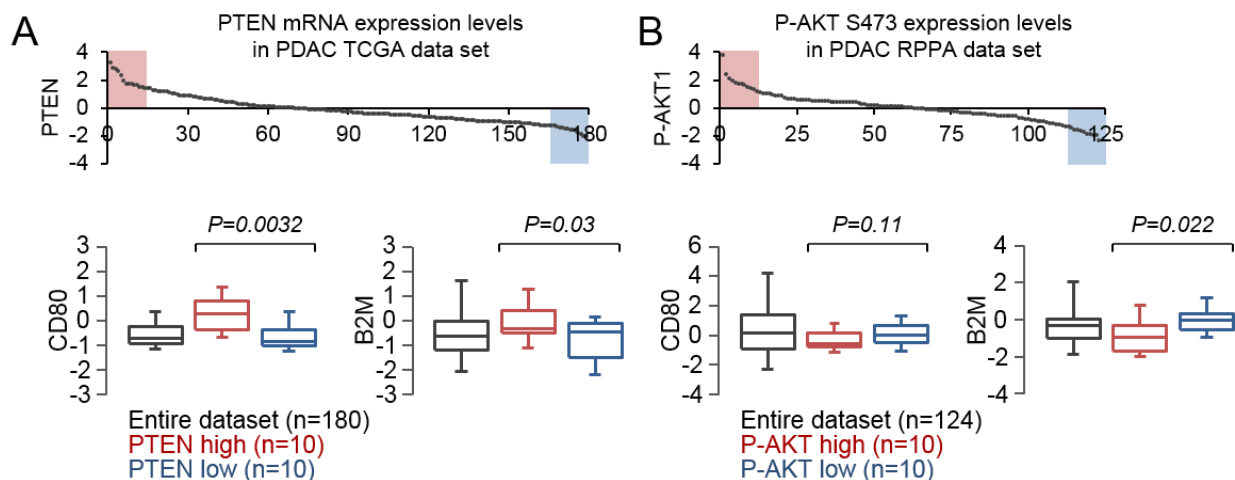 A
PTEN mRNA expression levels
in PDAC TCGA data set
PTEN
4
2
0
-2
-4
0
30
60
90
120
150
180
P=0.0032
CD80
3
2
1
0
-1
-2
-3
P=0.03
B2M
3
2
1
0
-1
-2
-3
Entire dataset (n=180)
PTEN high (n=10)
PTEN low (n=10)
B
P-AKT S473 expression levels
in PDAC RPPA data set
P-AKT1
4
2
0
-2
-4
0
25
50
75
100
125
P=0.11
CD80
6
4
2
0
-2
-4
P=0.022
B2M
4
2
0
-2
-4
Entire dataset (n=124)
P-AKT high (n=10)
P-AKT low (n=10)